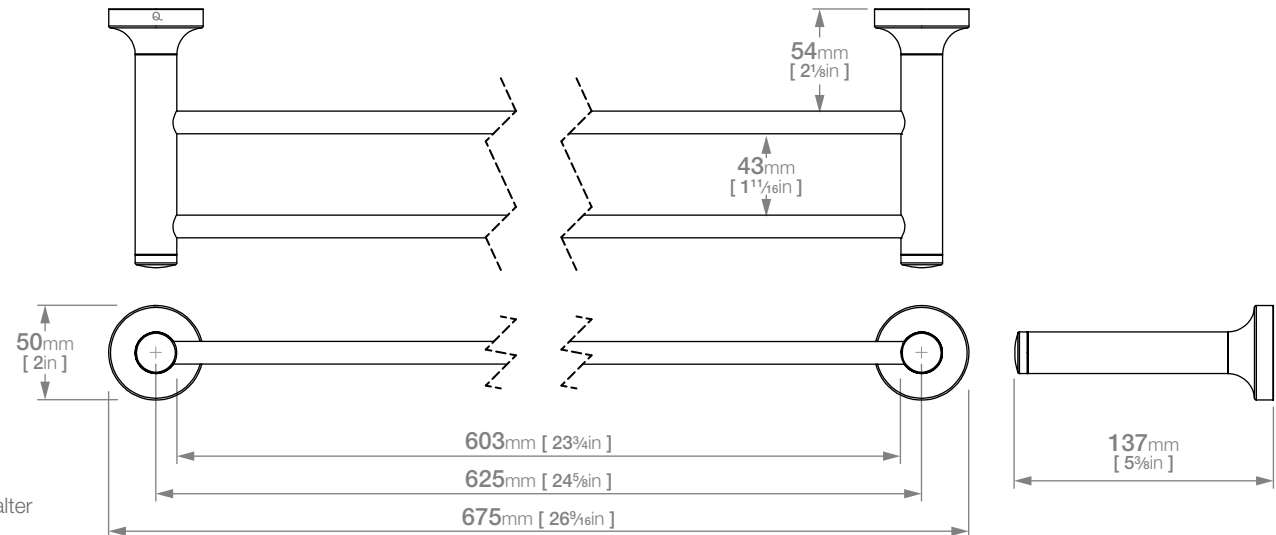 54mm
[ 2⅛in ]
43mm
[ 1¹¹⁄₁₆in ]
50mm
[ 2in ]
603mm [ 23¾in ]
625mm [ 24⅝in ]
675mm [ 26⁹⁄₁₆in ]
137mm
[ 5⅜in ]
alter